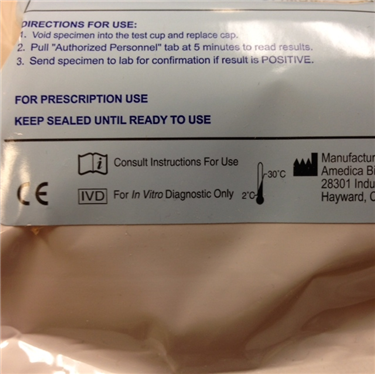 DIRECTIONS FOR USE:
1. Void specimen into the test cup and replace cap.
2. Pull "Authorized Personnel" tab at 5 minutes to read results.
3. Send specimen to lab for confirmation if result is POSITIVE.
FOR PRESCRIPTION USE
KEEP SEALED UNTIL READY TO USE
i Consult Instructions For Use
CE IVD For In Vitro Diagnostic Only
30°C
2°C
Manufactur
Amedica Bi
28301 Indu
Hayward, C